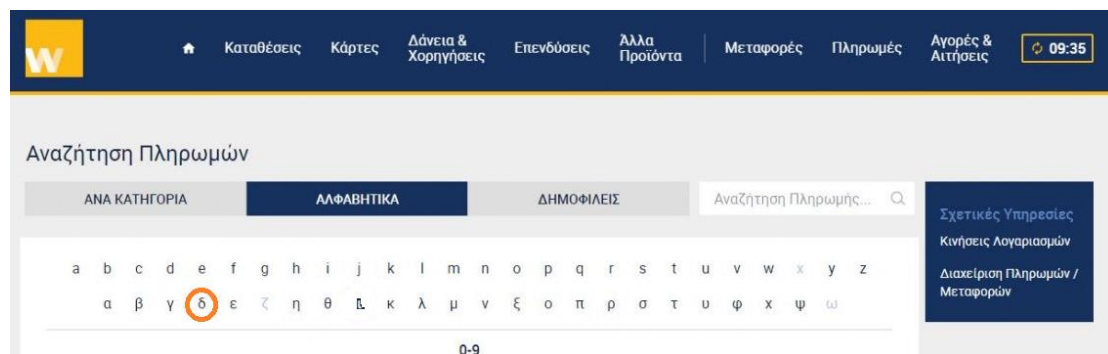 w Καταθέσεις Κάρτες Δάνεια & Χορηγήσεις Επενδύσεις Άλλα Προϊόντα Μεταφορές Πληρωμές Αγορές & Αιτήσεις 09:35
Αναζήτηση Πληρωμών
ΑΝΑ ΚΑΤΗΓΟΡΙΑ ΑΛΦΑΒΗΤΙΚΑ ΔΗΜΟΦΙΛΕΙΣ Αναζήτηση Πληρωμής...
Σχετικές Υπηρεσίες
Κινήσεις Λογαριασμών
Διαχείριση Πληρωμών /
Μεταφορών
a b c d e f g h i j k l m n o p q r s t u v w x y z
α β γ δ ε ζ η θ κ λ μ ν ξ ο π ρ σ τ υ φ χ ψ ω
0-9